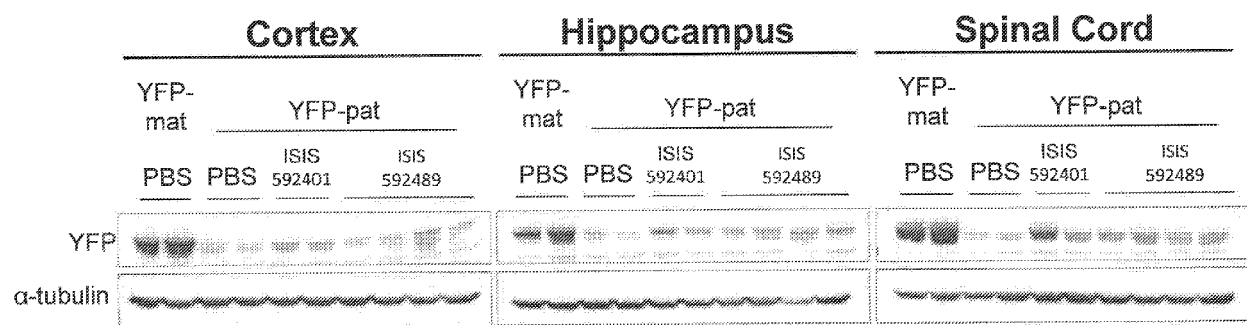 Cortex Hippocampus Spinal Cord
YFP- YFP- YFP-
mat YFP-pat mat YFP-pat mat YFP-pat
ISIS ISIS ISIS ISIS ISIS ISIS
PBS PBS 592401 592489 PBS PBS 592401 592489 PBS PBS 592401 592489
YFP
α-tubulin